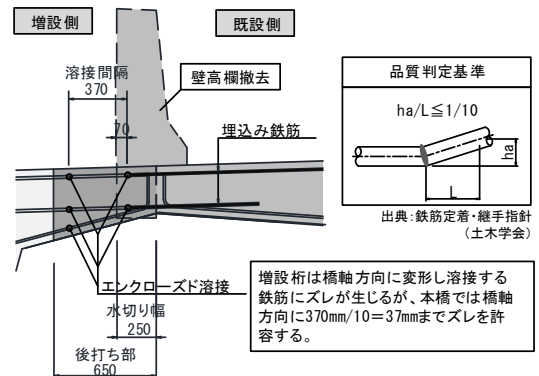 増設側
既設側
溶接間隔
370
70
壁高欄撤去
埋込み鉄筋
エンクローズド溶接
水切り幅
250
後打ち部
650
品質判定基準
ha/L≦1/10
ha
L
出典:鉄筋定着・継手指針
(土木学会)
増設桁は橋軸方向に変形し溶接する
鉄筋にズレが生じるが、本橋では橋軸
方向に370mm/10=37mmまでズレを許
容する。